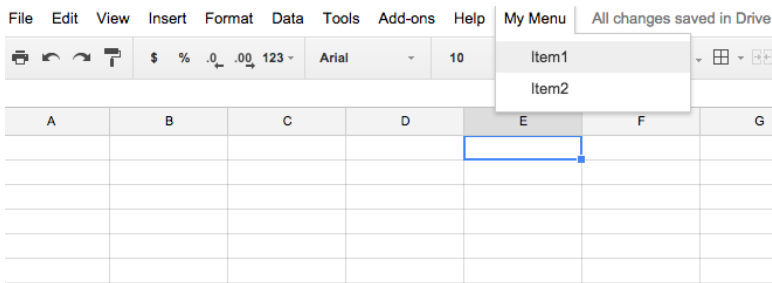 File Edit View Insert Format Data Tools Add-ons Help My Menu All changes saved in Drive
$ % .0 .00 123 Arial 10
Item1
Item2
A B C D E F G